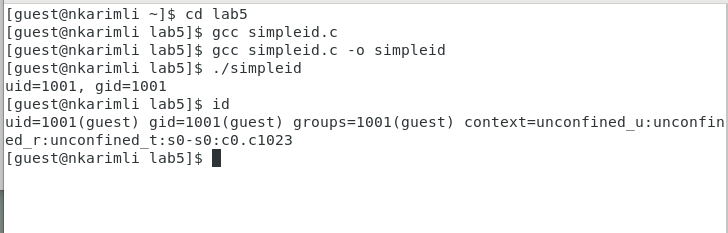 [guest@nkarimli ~]$ cd lab5
[guest@nkarimli lab5]$ gcc simpleid.c
[guest@nkarimli lab5]$ gcc simpleid.c -o simpleid
[guest@nkarimli lab5]$ ./simpleid
uid=1001, gid=1001
[guest@nkarimli lab5]$ id
uid=1001(guest) gid=1001(guest) groups=1001(guest) context=unconfined_u:unconfin
ed_r:unconfined_t:s0-s0:c0.c1023
[guest@nkarimli lab5]$